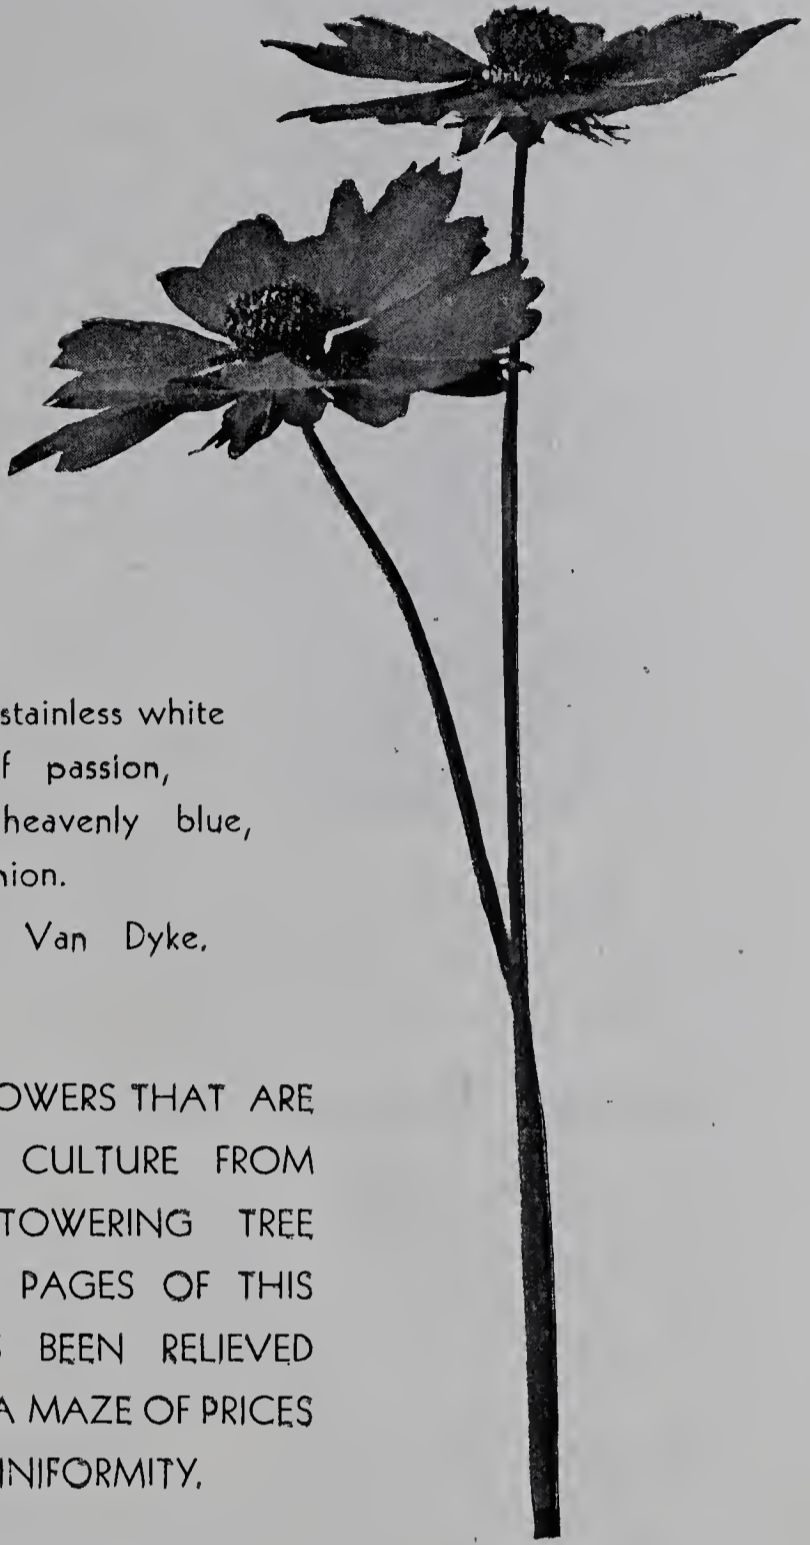 stainless white
f passion,
heavenly blue,
nion.
Van Dyke.
OWERS THAT ARE
CULTURE FROM
TOWERING TREE
PAGES OF THIS
S BEEN RELIEVED
A MAZE OF PRICES
INIFORMITY.